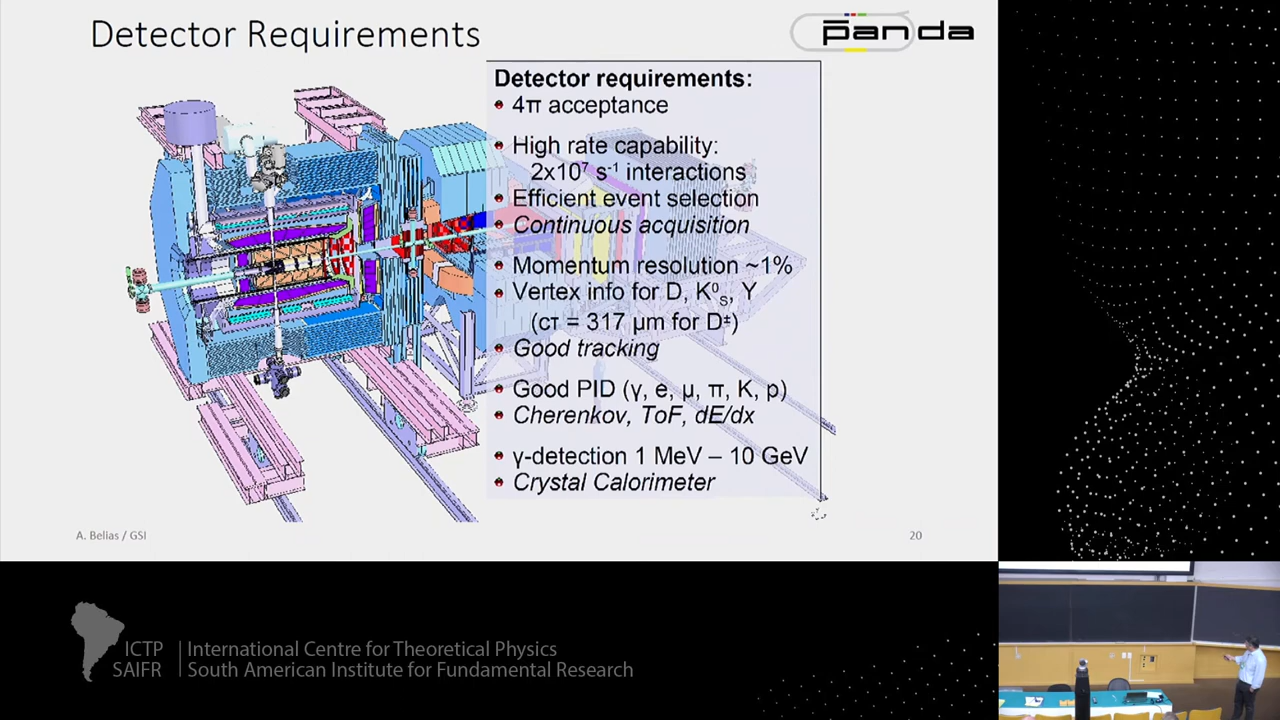 Detector Requirements
panda
Detector requirements:
4π acceptance
High rate capability:
2x10⁷ s⁻¹ interactions
Efficient event selection
Continuous acquisition
Momentum resolution ~1%
Vertex info for D, K⁰S, Y
(cτ = 317 μm for D±)
Good tracking
Good PID (γ, e, μ, π, K, p)
Cherenkov, ToF, dE/dx
γ-detection 1 MeV – 10 GeV
Crystal Calorimeter
A. Belias / GSI
20
ICTP | International Centre for Theoretical Physics
SAIFR | South American Institute for Fundamental Research